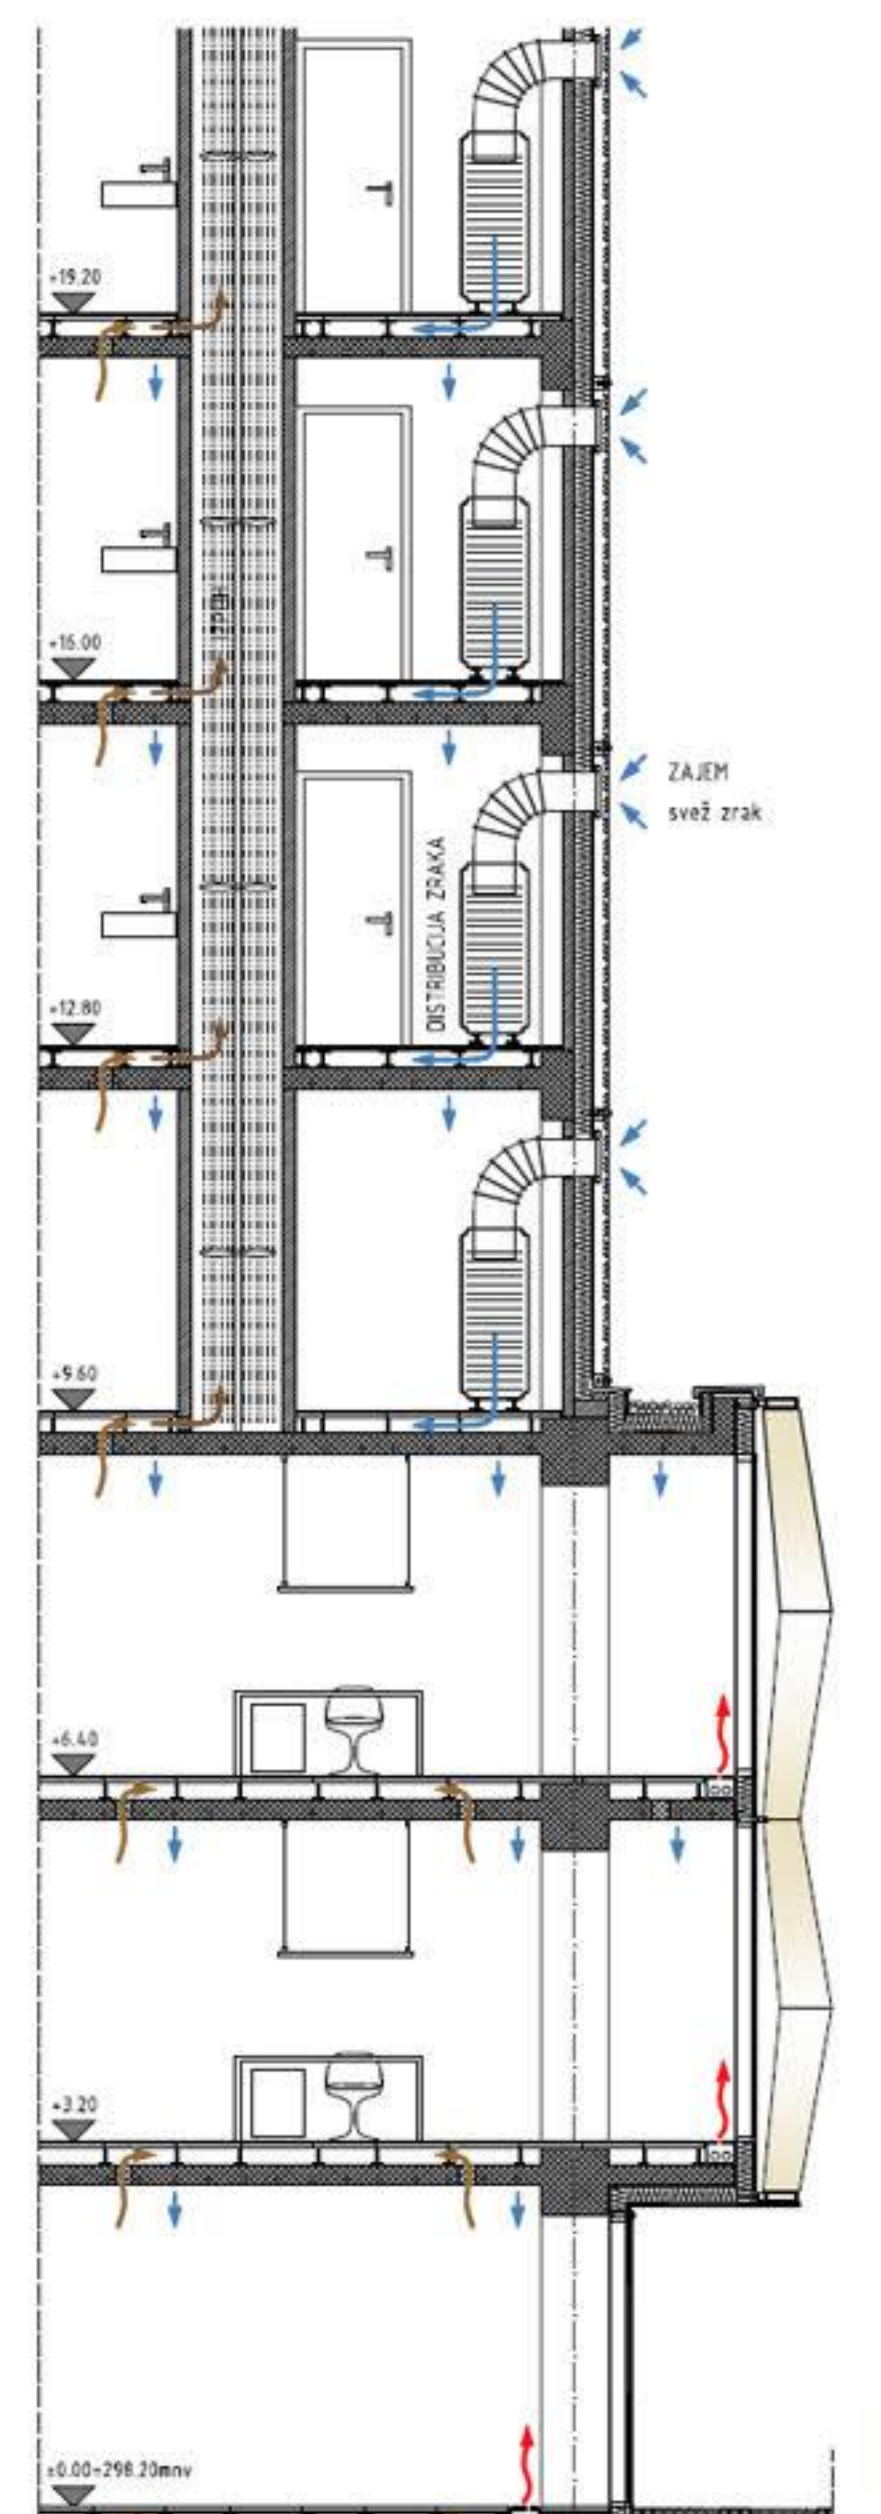 +19.20
+16.00
ZAJEM
svež zrak
DISTRIBUCIJA ZRAKA
+12.80
+9.60
+6.40
+3.20
±0.00=298.20mnv